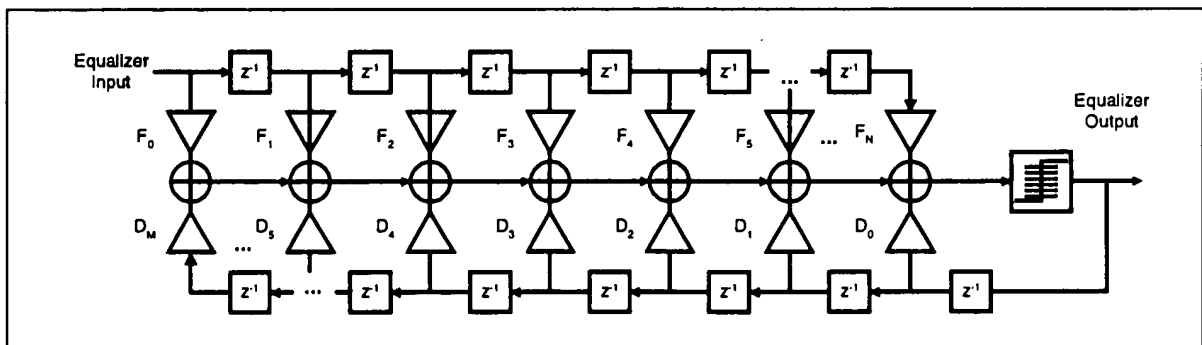 Equalizer
Input
z⁻¹ z⁻¹ z⁻¹ z⁻¹ z⁻¹ ... z⁻¹
Equalizer
Output
F₀ F₁ F₂ F₃ F₄ F₅ ... F_N
D_M ... D₅ D₄ D₃ D₂ D₁ D₀
z⁻¹ ... z⁻¹ z⁻¹ z⁻¹ z⁻¹ z⁻¹ z⁻¹